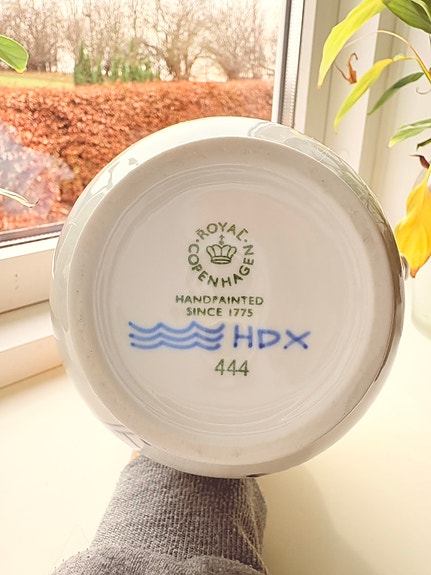 ROYAL COPENHAGEN
HANDPAINTED
SINCE 1775
HDX
444